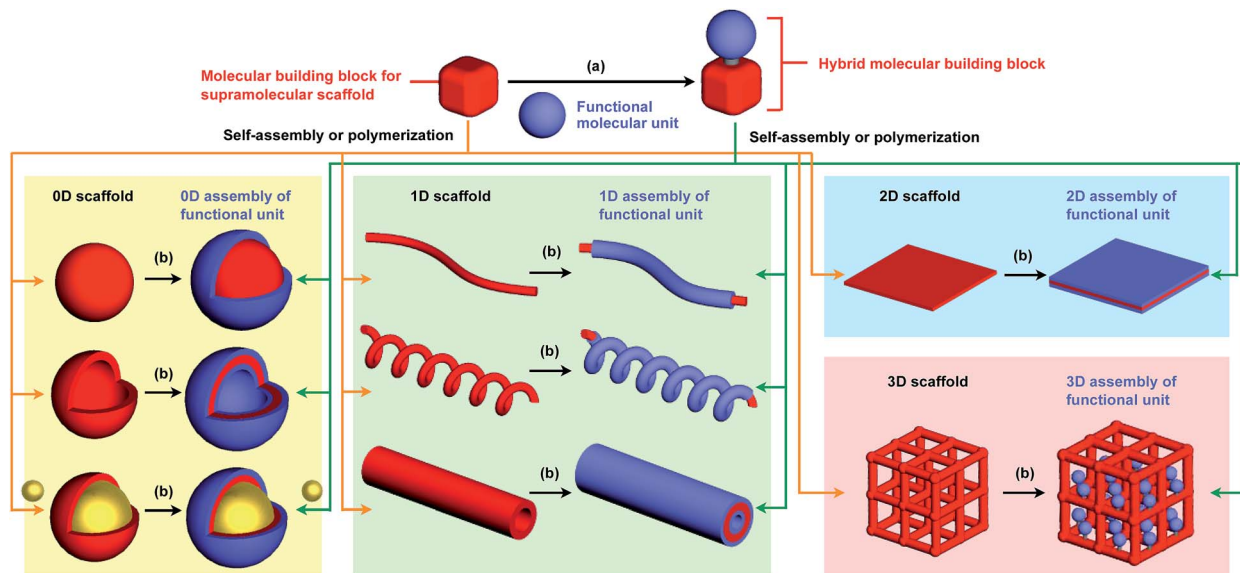 (a)
Molecular building block for
supramolecular scaffold
Functional
molecular unit
Hybrid molecular building block
Self-assembly or polymerization
Self-assembly or polymerization
0D scaffold
0D assembly of
functional unit
(b)
(b)
(b)
1D scaffold
1D assembly of
functional unit
(b)
(b)
(b)
2D scaffold
2D assembly of
functional unit
(b)
3D scaffold
3D assembly of
functional unit
(b)